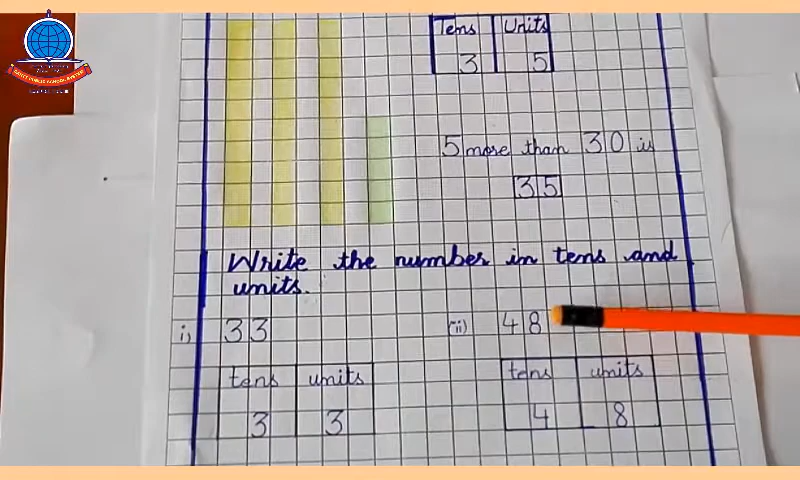 Tens Units
3 5
5 more than 30 is
35
Write the number in tens and
units.
i) 33 (ii) 48
tens units tens units
3 3 4 8